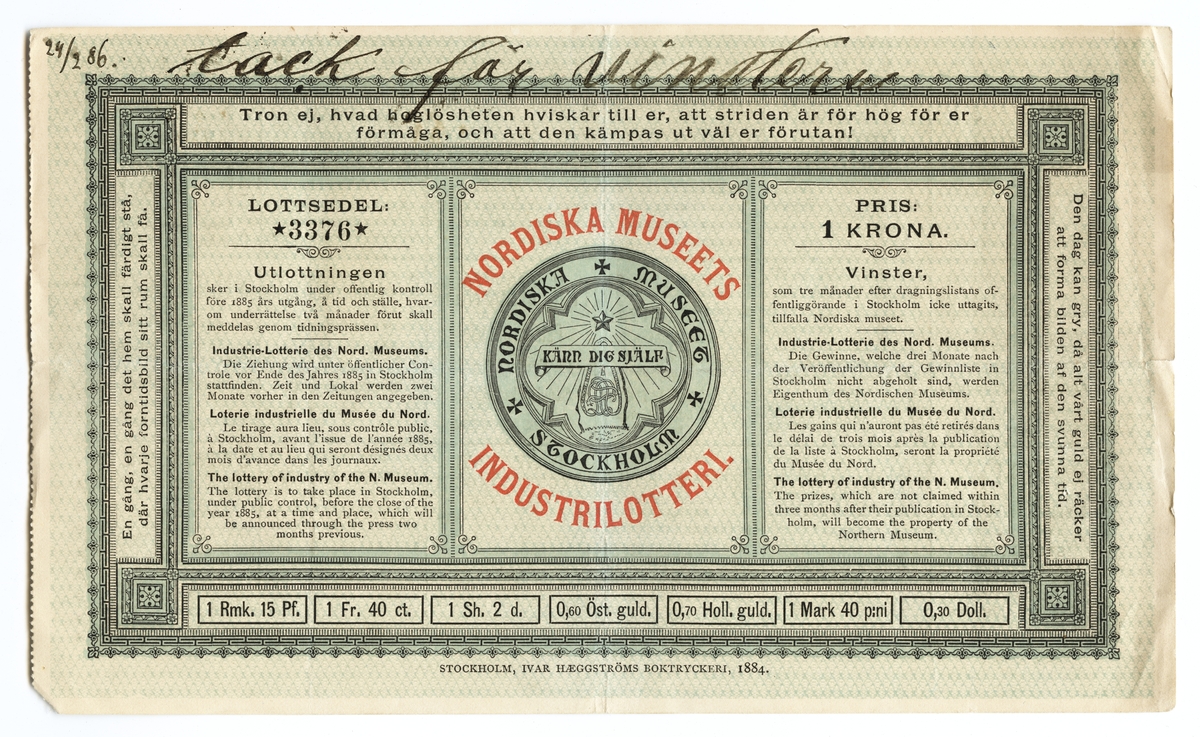 24/2 86.
tack för vinstern
Tron ej, hvad hoglösheten hviskar till er, att striden är för hög för er
förmåga, och att den kämpas ut väl er förutan!
En gång, en gång det hem skall färdigt stå,
där hvarje forntidsbild sitt rum skall få.
LOTTSEDEL:
★3376★
Utlottningen
sker i Stockholm under offentlig kontroll
före 1885 års utgång, å tid och ställe, hvar-
om underrättelse två månader förut skall
meddelas genom tidningsprässen.
Industrie-Lotterie des Nord. Museums.
Die Ziehung wird unter öffentlicher Con-
trole vor Ende des Jahres 1885 in Stockholm
stattfinden. Zeit und Lokal werden zwei
Monate vorher in den Zeitungen angegeben.
Loterie industrielle du Musée du Nord.
Le tirage aura lieu, sous contrôle public,
à Stockholm, avant l'issue de l'année 1885,
à la date et au lieu qui seront désignés deux
mois d'avance dans les journaux.
The lottery of industry of the N. Museum.
The lottery is to take place in Stockholm,
under public control, before the close of the
year 1885, at a time and place, which will
be announced through the press two
months previous.
NORDISKA MUSEETS
NORDISKA MUSEET
KÄNN DIG SJÄLF
STOCKHOLM
INDUSTRILOTTERI.
PRIS:
1 KRONA.
Vinster,
som tre månader efter dragningslistans of-
fentliggörande i Stockholm icke uttagits,
tillfalla Nordiska museet.
Industrie-Lotterie des Nord. Museums.
Die Gewinne, welche drei Monate nach
der Veröffentlichung der Gewinnliste in
Stockholm nicht abgeholt sind, werden
Eigenthum des Nordischen Museums.
Loterie industrielle du Musée du Nord.
Les gains qui n'auront pas été retirés dans
le délai de trois mois après la publication
de la liste à Stockholm, seront la propriété
du Musée du Nord.
The lottery of industry of the N. Museum.
The prizes, which are not claimed within
three months after their publication in Stock-
holm, will become the property of the
Northern Museum.
Den dag kan gry, då alt vårt guld ej räcker
att forma bilden af den svunna tid.
1 Rmk. 15 Pf.
1 Fr. 40 ct.
1 Sh. 2 d.
0,60 Öst. guld.
0,70 Holl. guld.
1 Mark 40 p:ni
0,30 Doll.
STOCKHOLM, IVAR HÆGGSTRÖMS BOKTRYCKERI, 1884.